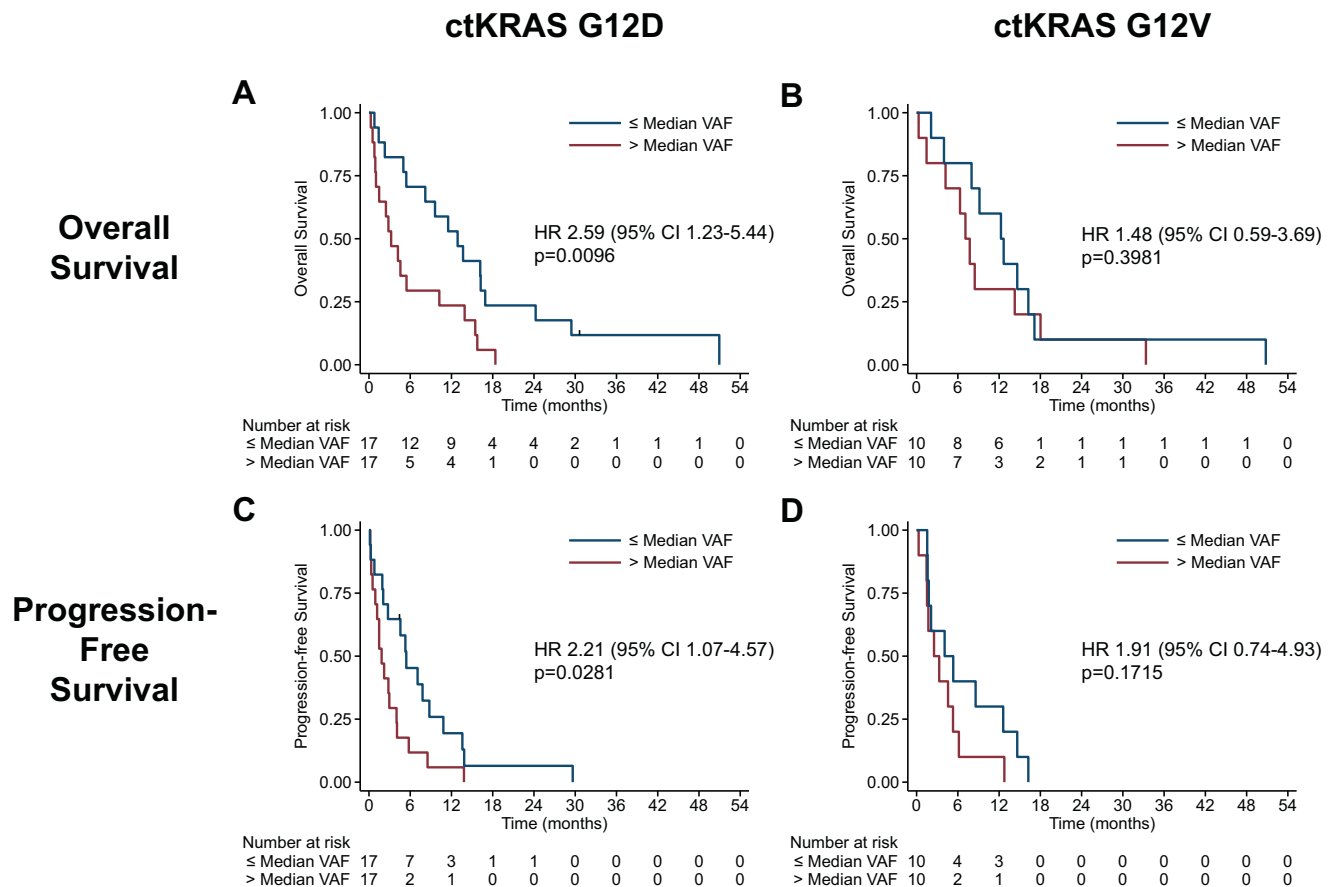 ctKRAS G12D
ctKRAS G12V
Overall
Survival
A
1.00
0.75
0.50
0.25
0.00
Overall Survival
≤ Median VAF
> Median VAF
HR 2.59 (95% CI 1.23-5.44)
p=0.0096
0 6 12 18 24 30 36 42 48 54
Time (months)
Number at risk
≤ Median VAF 17 12 9 4 4 2 1 1 1 0
> Median VAF 17 5 4 1 0 0 0 0 0 0
B
1.00
0.75
0.50
0.25
0.00
Overall Survival
≤ Median VAF
> Median VAF
HR 1.48 (95% CI 0.59-3.69)
p=0.3981
0 6 12 18 24 30 36 42 48 54
Time (months)
Number at risk
≤ Median VAF 10 8 6 1 1 1 1 1 1 0
> Median VAF 10 7 3 2 1 1 0 0 0 0
Progression-
Free
Survival
C
1.00
0.75
0.50
0.25
0.00
Progression-free Survival
≤ Median VAF
> Median VAF
HR 2.21 (95% CI 1.07-4.57)
p=0.0281
0 6 12 18 24 30 36 42 48 54
Time (months)
Number at risk
≤ Median VAF 17 7 3 1 1 0 0 0 0 0
> Median VAF 17 2 1 0 0 0 0 0 0 0
D
1.00
0.75
0.50
0.25
0.00
Progression-free Survival
≤ Median VAF
> Median VAF
HR 1.91 (95% CI 0.74-4.93)
p=0.1715
0 6 12 18 24 30 36 42 48 54
Time (months)
Number at risk
≤ Median VAF 10 4 3 0 0 0 0 0 0 0
> Median VAF 10 2 1 0 0 0 0 0 0 0